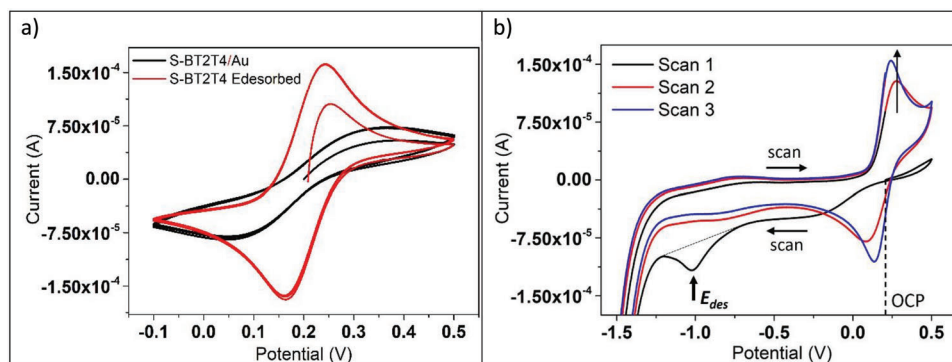 a)
S-BT2T4/Au
S-BT2T4 Edesorbed
1.50x10⁻⁴
7.50x10⁻⁵
0.00
-7.50x10⁻⁵
-1.50x10⁻⁴
Current (A)
-0.1 0.0 0.1 0.2 0.3 0.4 0.5
Potential (V)
b)
Scan 1
Scan 2
Scan 3
1.50x10⁻⁴
7.50x10⁻⁵
0.00
-7.50x10⁻⁵
-1.50x10⁻⁴
Current (A)
scan
scan
E_des
OCP
-1.5 -1.0 -0.5 0.0 0.5
Potential (V)